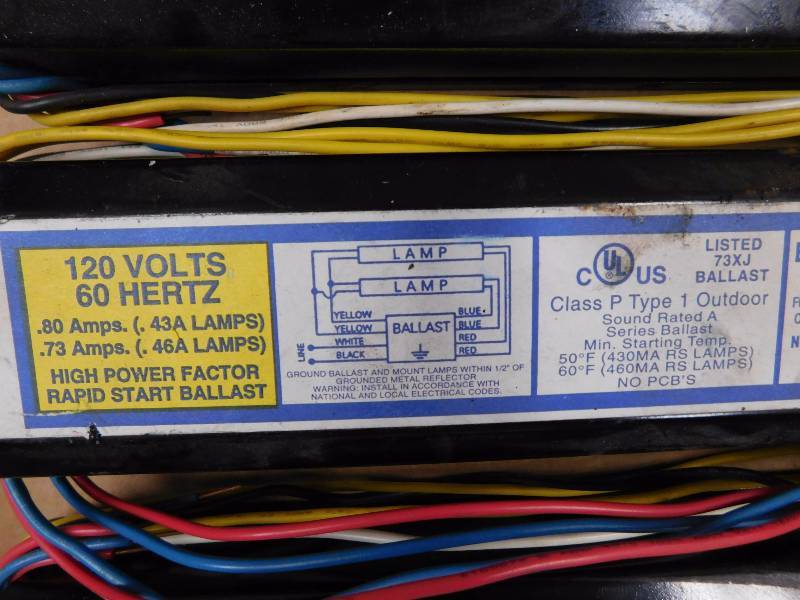 120 VOLTS
60 HERTZ
.80 Amps. (. 43A LAMPS)
.73 Amps. (. 46A LAMPS)
HIGH POWER FACTOR
RAPID START BALLAST
LAMP
LAMP
YELLOW
YELLOW
WHITE
BLACK
LINE
BALLAST
BLUE
BLUE
RED
RED
GROUND BALLAST AND MOUNT LAMPS WITHIN 1/2" OF
GROUNDED METAL REFLECTOR
WARNING: INSTALL IN ACCORDANCE WITH
NATIONAL AND LOCAL ELECTRICAL CODES.
C UL US
LISTED
73XJ
BALLAST
Class P Type 1 Outdoor
Sound Rated A
Series Ballast
Min. Starting Temp.
50°F (430MA RS LAMPS)
60°F (460MA RS LAMPS)
NO PCB'S